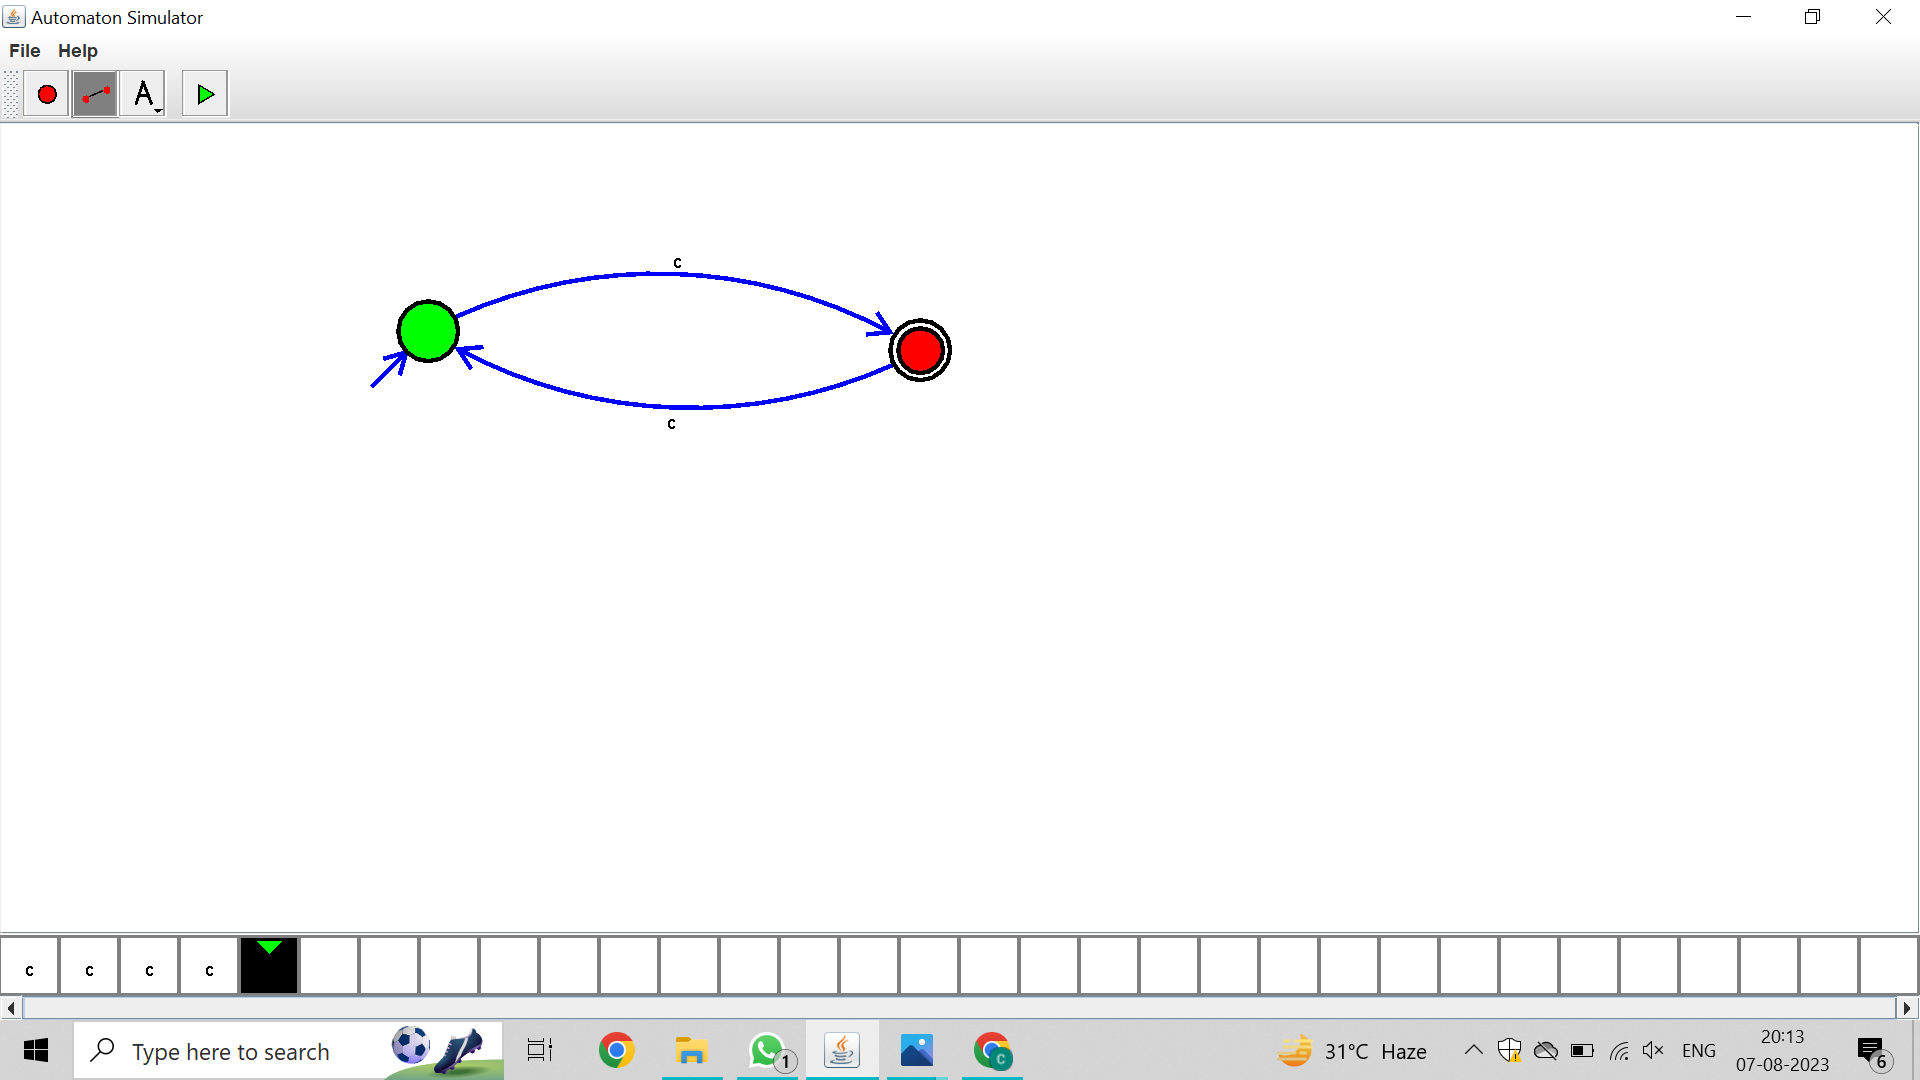 Automaton Simulator
File Help
A
c
c
c c c c
Type here to search
1
C
31°C Haze
ENG
20:13
07-08-2023
6